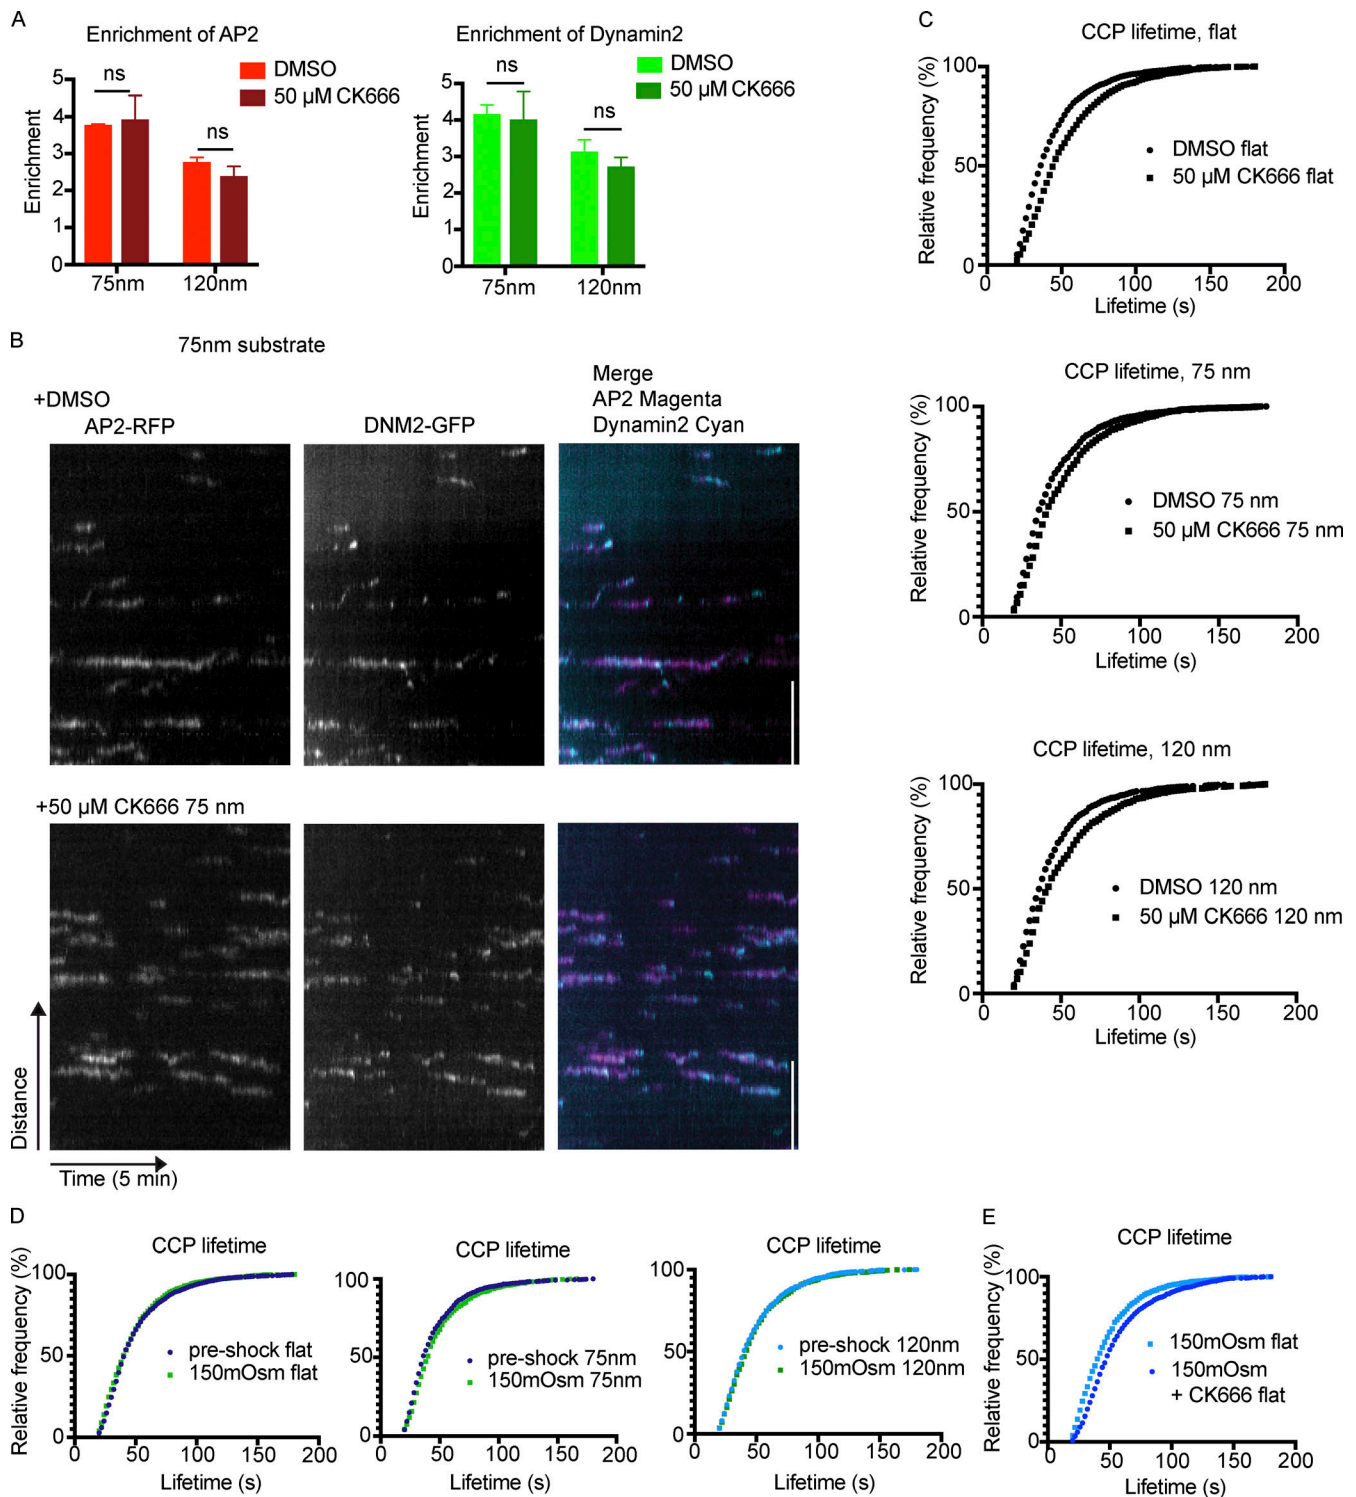 A
Enrichment of AP2
DMSO
50 µM CK666
ns
ns
Enrichment
5
4
3
2
1
0
75nm
120nm
Enrichment of Dynamin2
DMSO
50 µM CK666
ns
ns
Enrichment
5
4
3
2
1
0
75nm
120nm
B
75nm substrate
+DMSO
AP2-RFP
DNM2-GFP
Merge
AP2 Magenta
Dynamin2 Cyan
+50 µM CK666 75 nm
Distance
Time (5 min)
C
CCP lifetime, flat
Relative frequency (%)
100
50
0
DMSO flat
50 µM CK666 flat
0 50 100 150 200
Lifetime (s)
CCP lifetime, 75 nm
Relative frequency (%)
100
50
0
DMSO 75 nm
50 µM CK666 75 nm
0 50 100 150 200
Lifetime (s)
CCP lifetime, 120 nm
Relative frequency (%)
100
50
0
DMSO 120 nm
50 µM CK666 120 nm
0 50 100 150 200
Lifetime (s)
D
CCP lifetime
Relative frequency (%)
100
50
0
pre-shock flat
150mOsm flat
0 50 100 150 200
Lifetime (s)
CCP lifetime
100
50
0
pre-shock 75nm
150mOsm 75nm
0 50 100 150 200
Lifetime (s)
CCP lifetime
100
50
0
pre-shock 120nm
150mOsm 120nm
0 50 100 150 200
Lifetime (s)
E
CCP lifetime
Relative frequency (%)
100
50
0
150mOsm flat
150mOsm
+ CK666 flat
0 50 100 150 200
Lifetime (s)